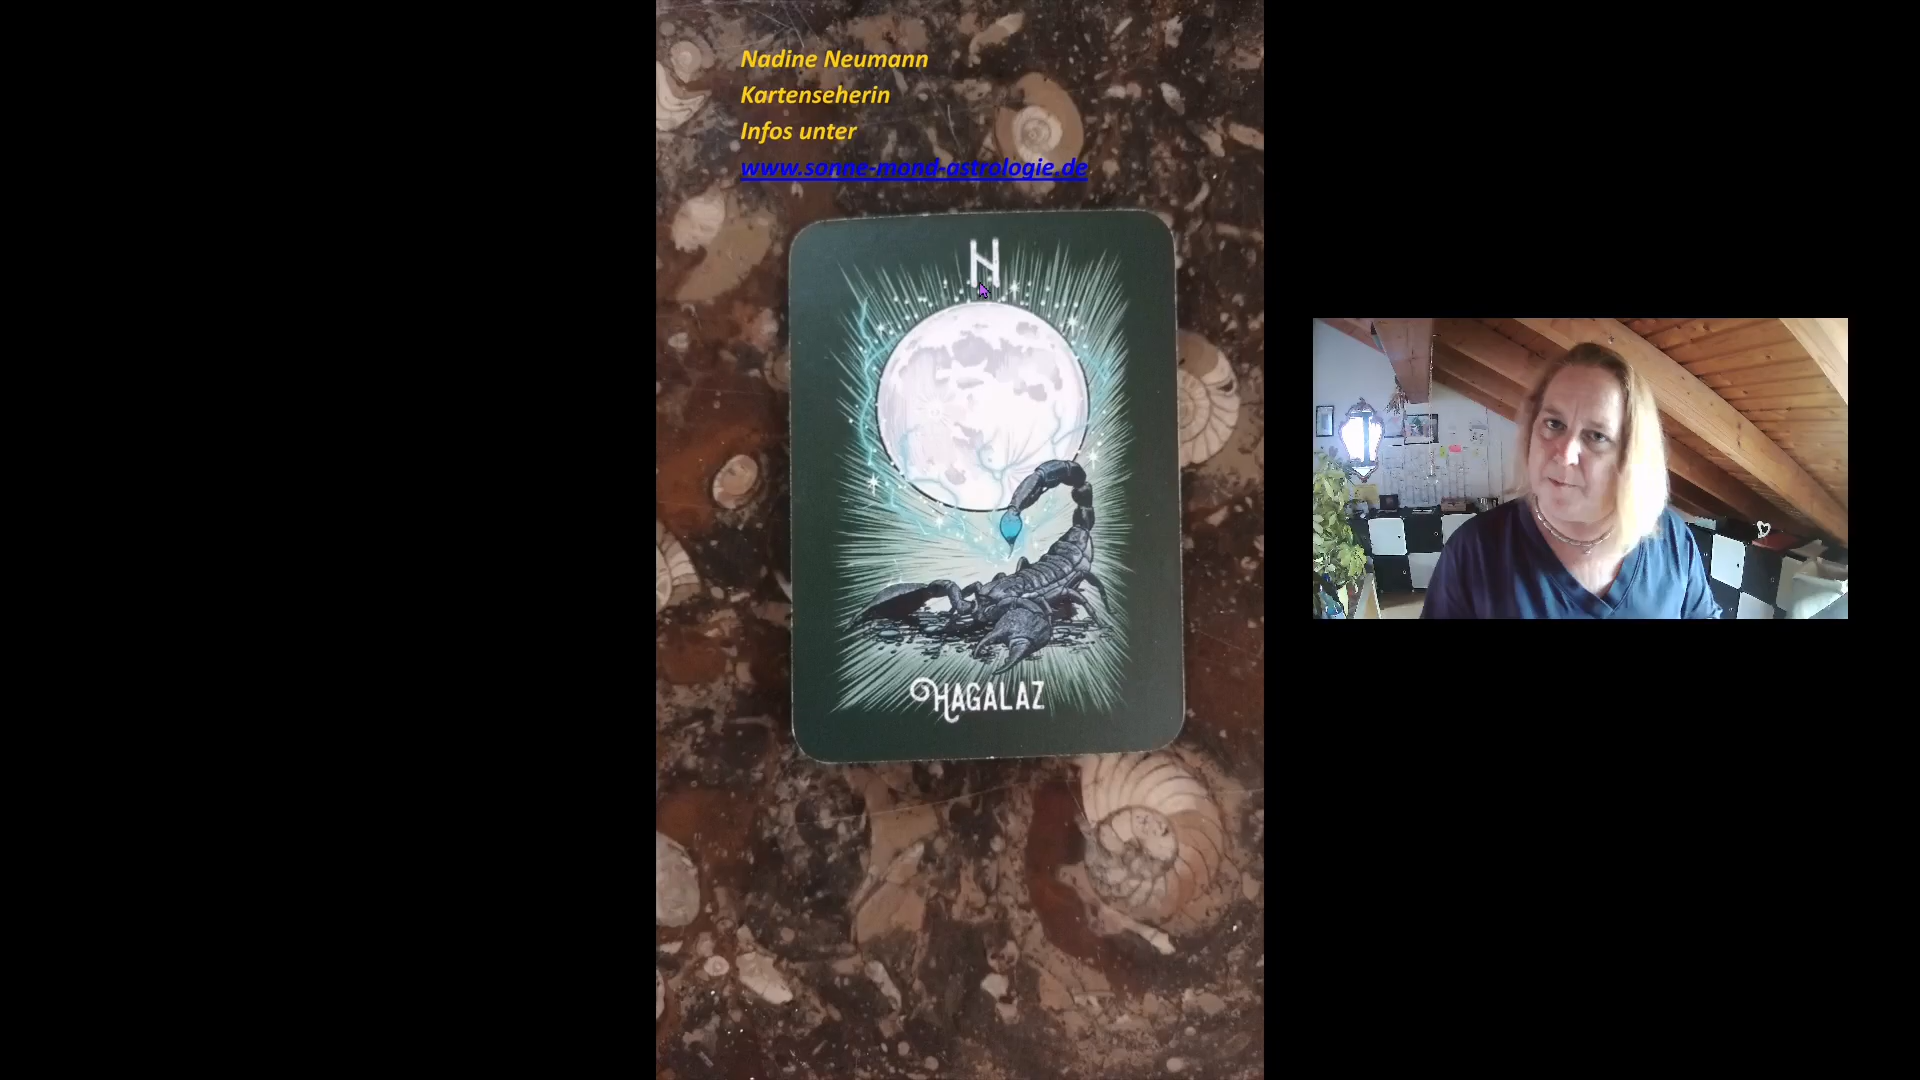 Nadine Neumann
Kartenseherin
Infos unter
www.sonne-mond-astrologie.de
ᚺ
HAGALAZ